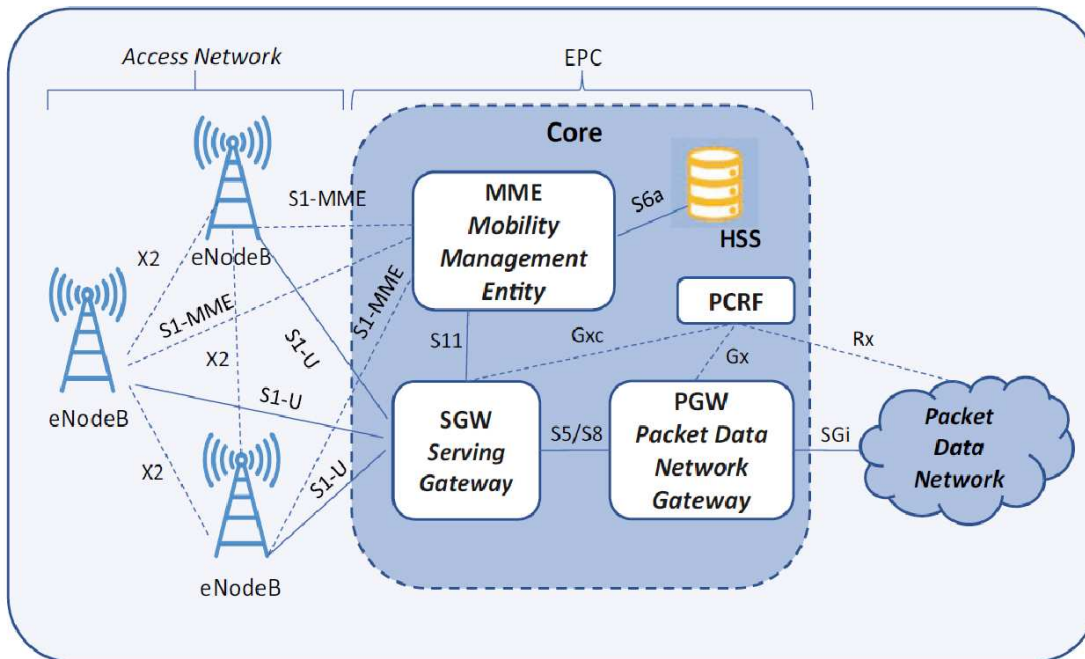 Access Network
EPC
Core
eNodeB
eNodeB
eNodeB
X2
X2
X2
S1-MME
S1-MME
S1-MME
S1-U
S1-U
S1-U
MME
Mobility
Management
Entity
S6a
HSS
PCRF
S11
Gxc
Gx
Rx
SGW
Serving
Gateway
S5/S8
PGW
Packet Data
Network
Gateway
SGi
Packet
Data
Network